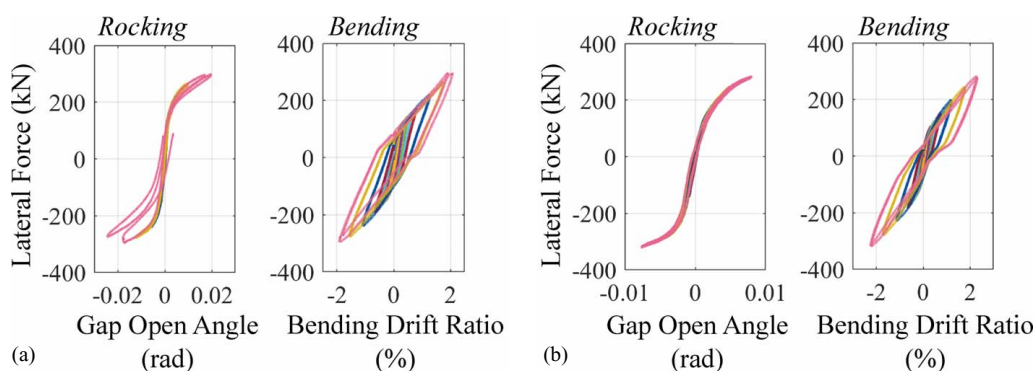 Rocking
Bending
Lateral Force (kN)
400
200
0
-200
-400
-0.02 0 0.02
Gap Open Angle
(rad)
400
200
0
-200
-400
-2 0 2
Bending Drift Ratio
(%)
(a)
Rocking
Bending
Lateral Force (kN)
400
200
0
-200
-400
-0.01 0 0.01
Gap Open Angle
(rad)
400
200
0
-200
-400
-2 0 2
Bending Drift Ratio
(%)
(b)